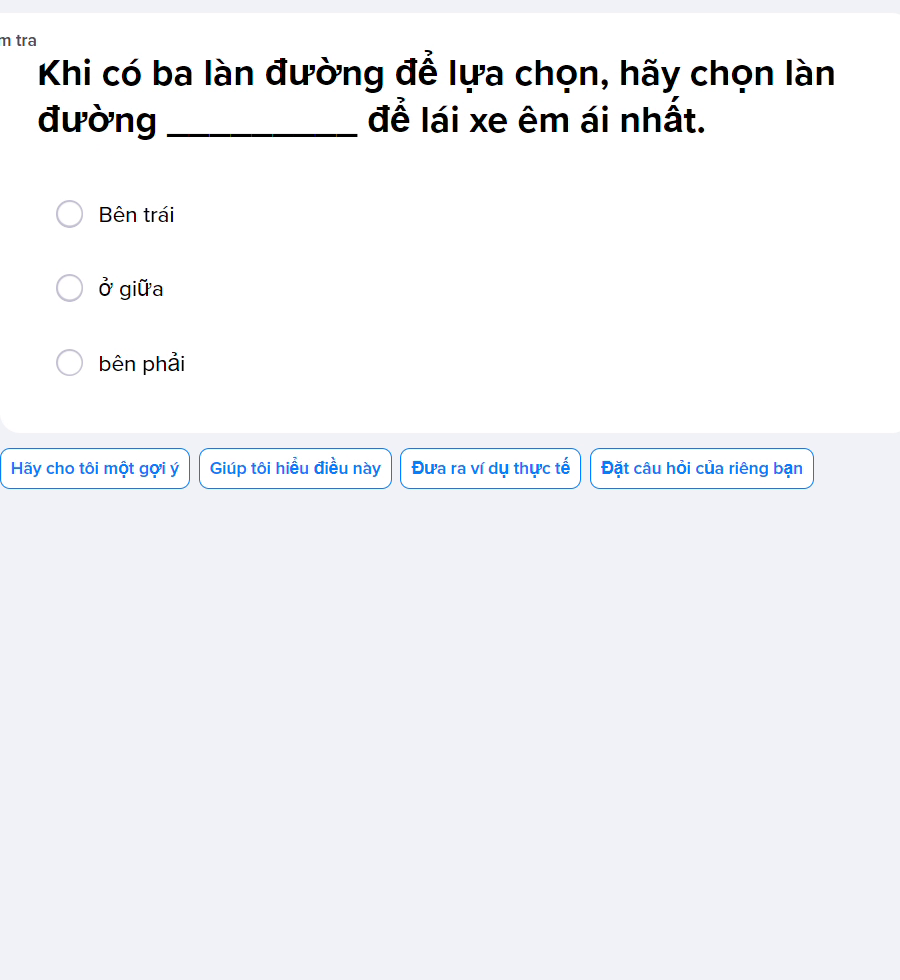 m tra
Khi có ba làn đường để lựa chọn, hãy chọn làn
đường _________ để lái xe êm ái nhất.
Bên trái
ở giữa
bên phải
Hãy cho tôi một gợi ý Giúp tôi hiểu điều này Đưa ra ví dụ thực tế Đặt câu hỏi của riêng bạn